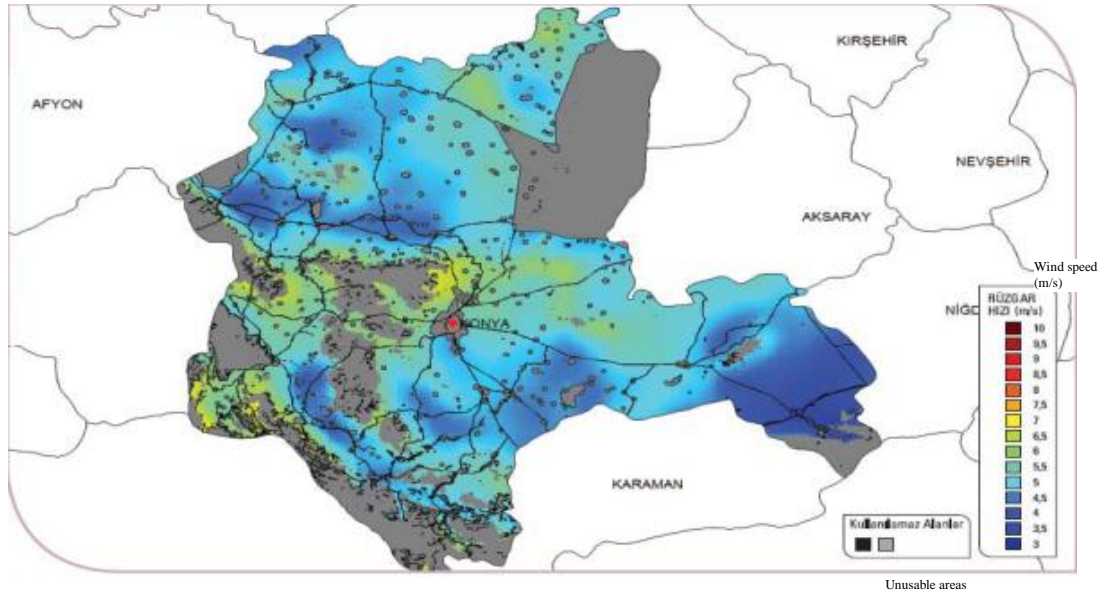 KIRŞEHİR
AFYON
NEVŞEHİR
AKSARAY
Wind speed
(m/s)
RÜZGAR
HIZI (m/s)
NİĞD
KONYA
10
9,5
9
8,5
8
7,5
7
6,5
6
5,5
5
4,5
4
3,5
3
KARAMAN
Kullanılamaz Alanlar
Unusable areas